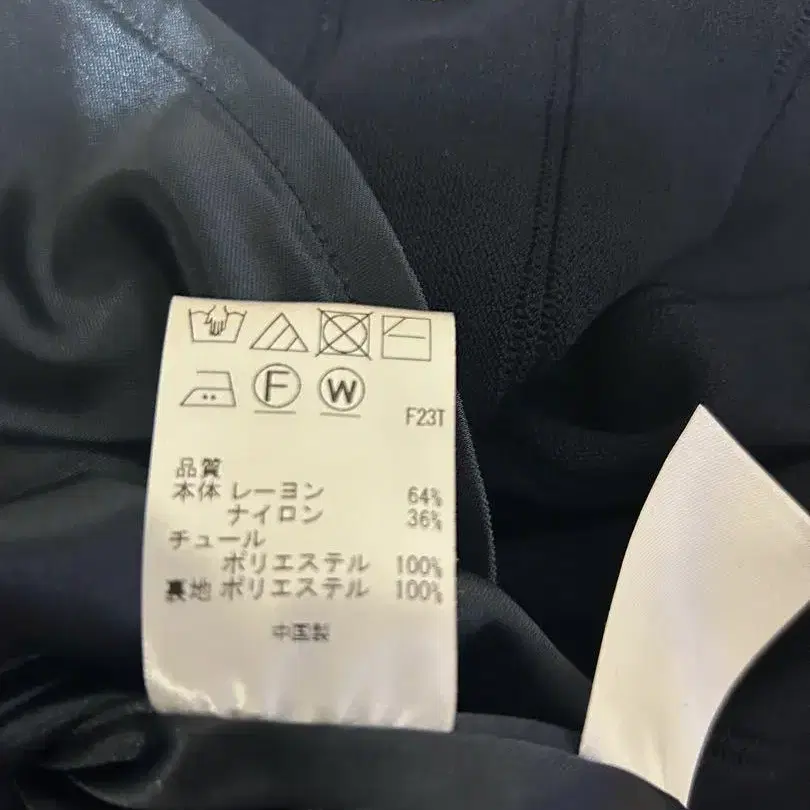 F
W
F23T
品質
本体 レーヨン 64%
ナイロン 36%
チュール
ポリエステル 100%
裏地 ポリエステル 100%
中国製